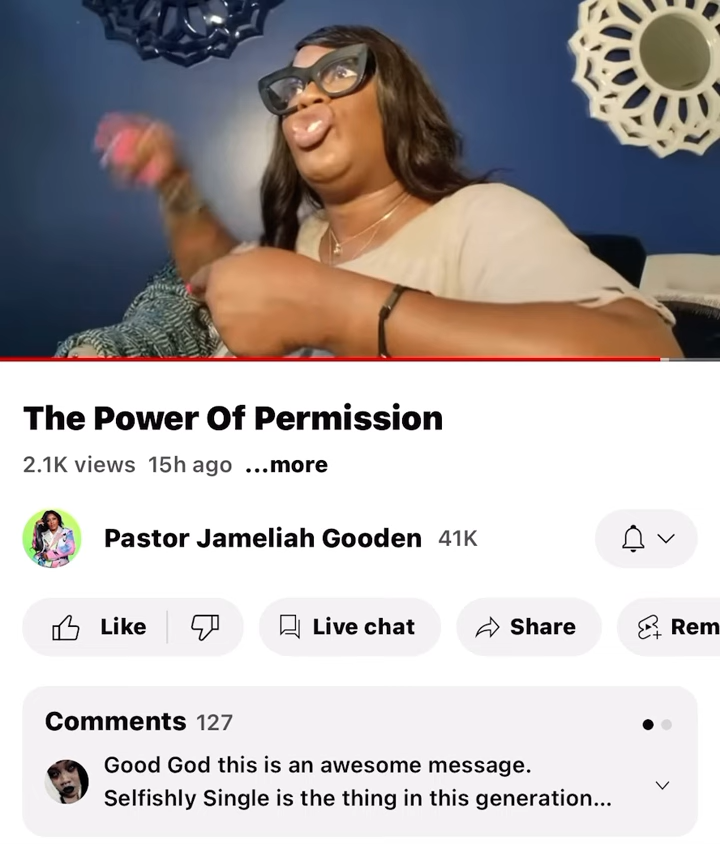 The Power Of Permission
2.1K views 15h ago ...more
Pastor Jameliah Gooden 41K
Like Live chat Share Rem
Comments 127
Good God this is an awesome message.
Selfishly Single is the thing in this generation...